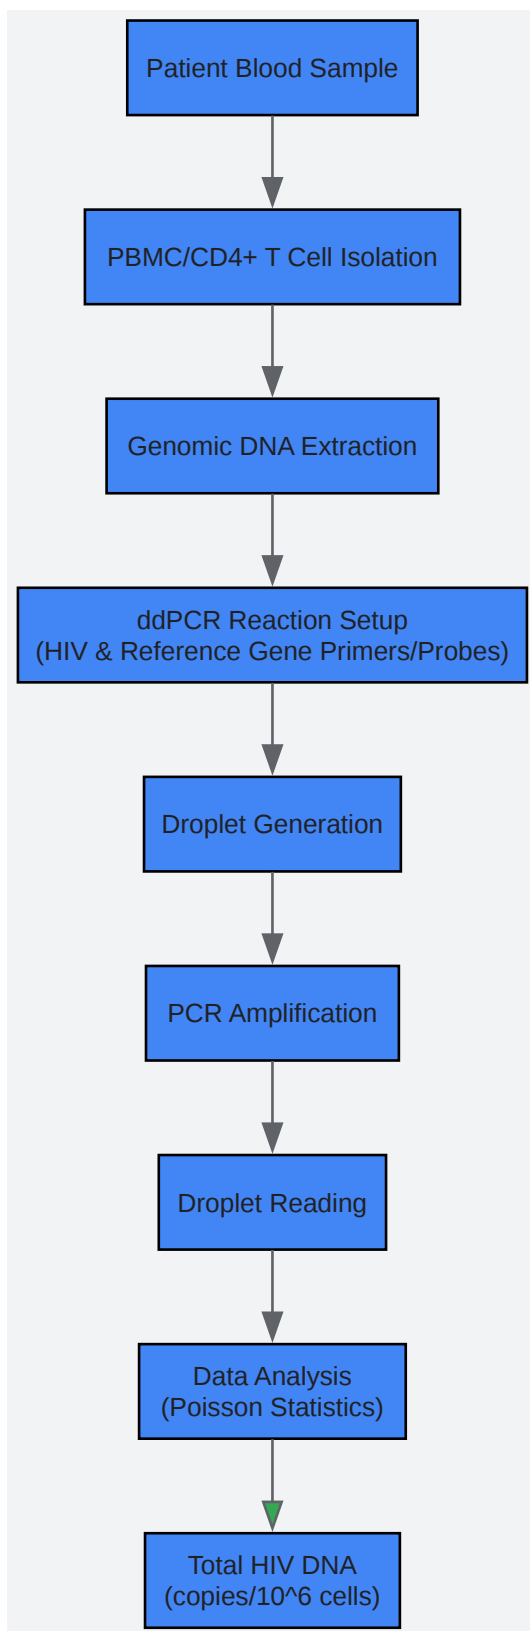 Patient Blood Sample
PBMC/CD4+ T Cell Isolation
Genomic DNA Extraction
ddPCR Reaction Setup
(HIV & Reference Gene Primers/Probes)
Droplet Generation
PCR Amplification
Droplet Reading
Data Analysis
(Poisson Statistics)
Total HIV DNA
(copies/10^6 cells)